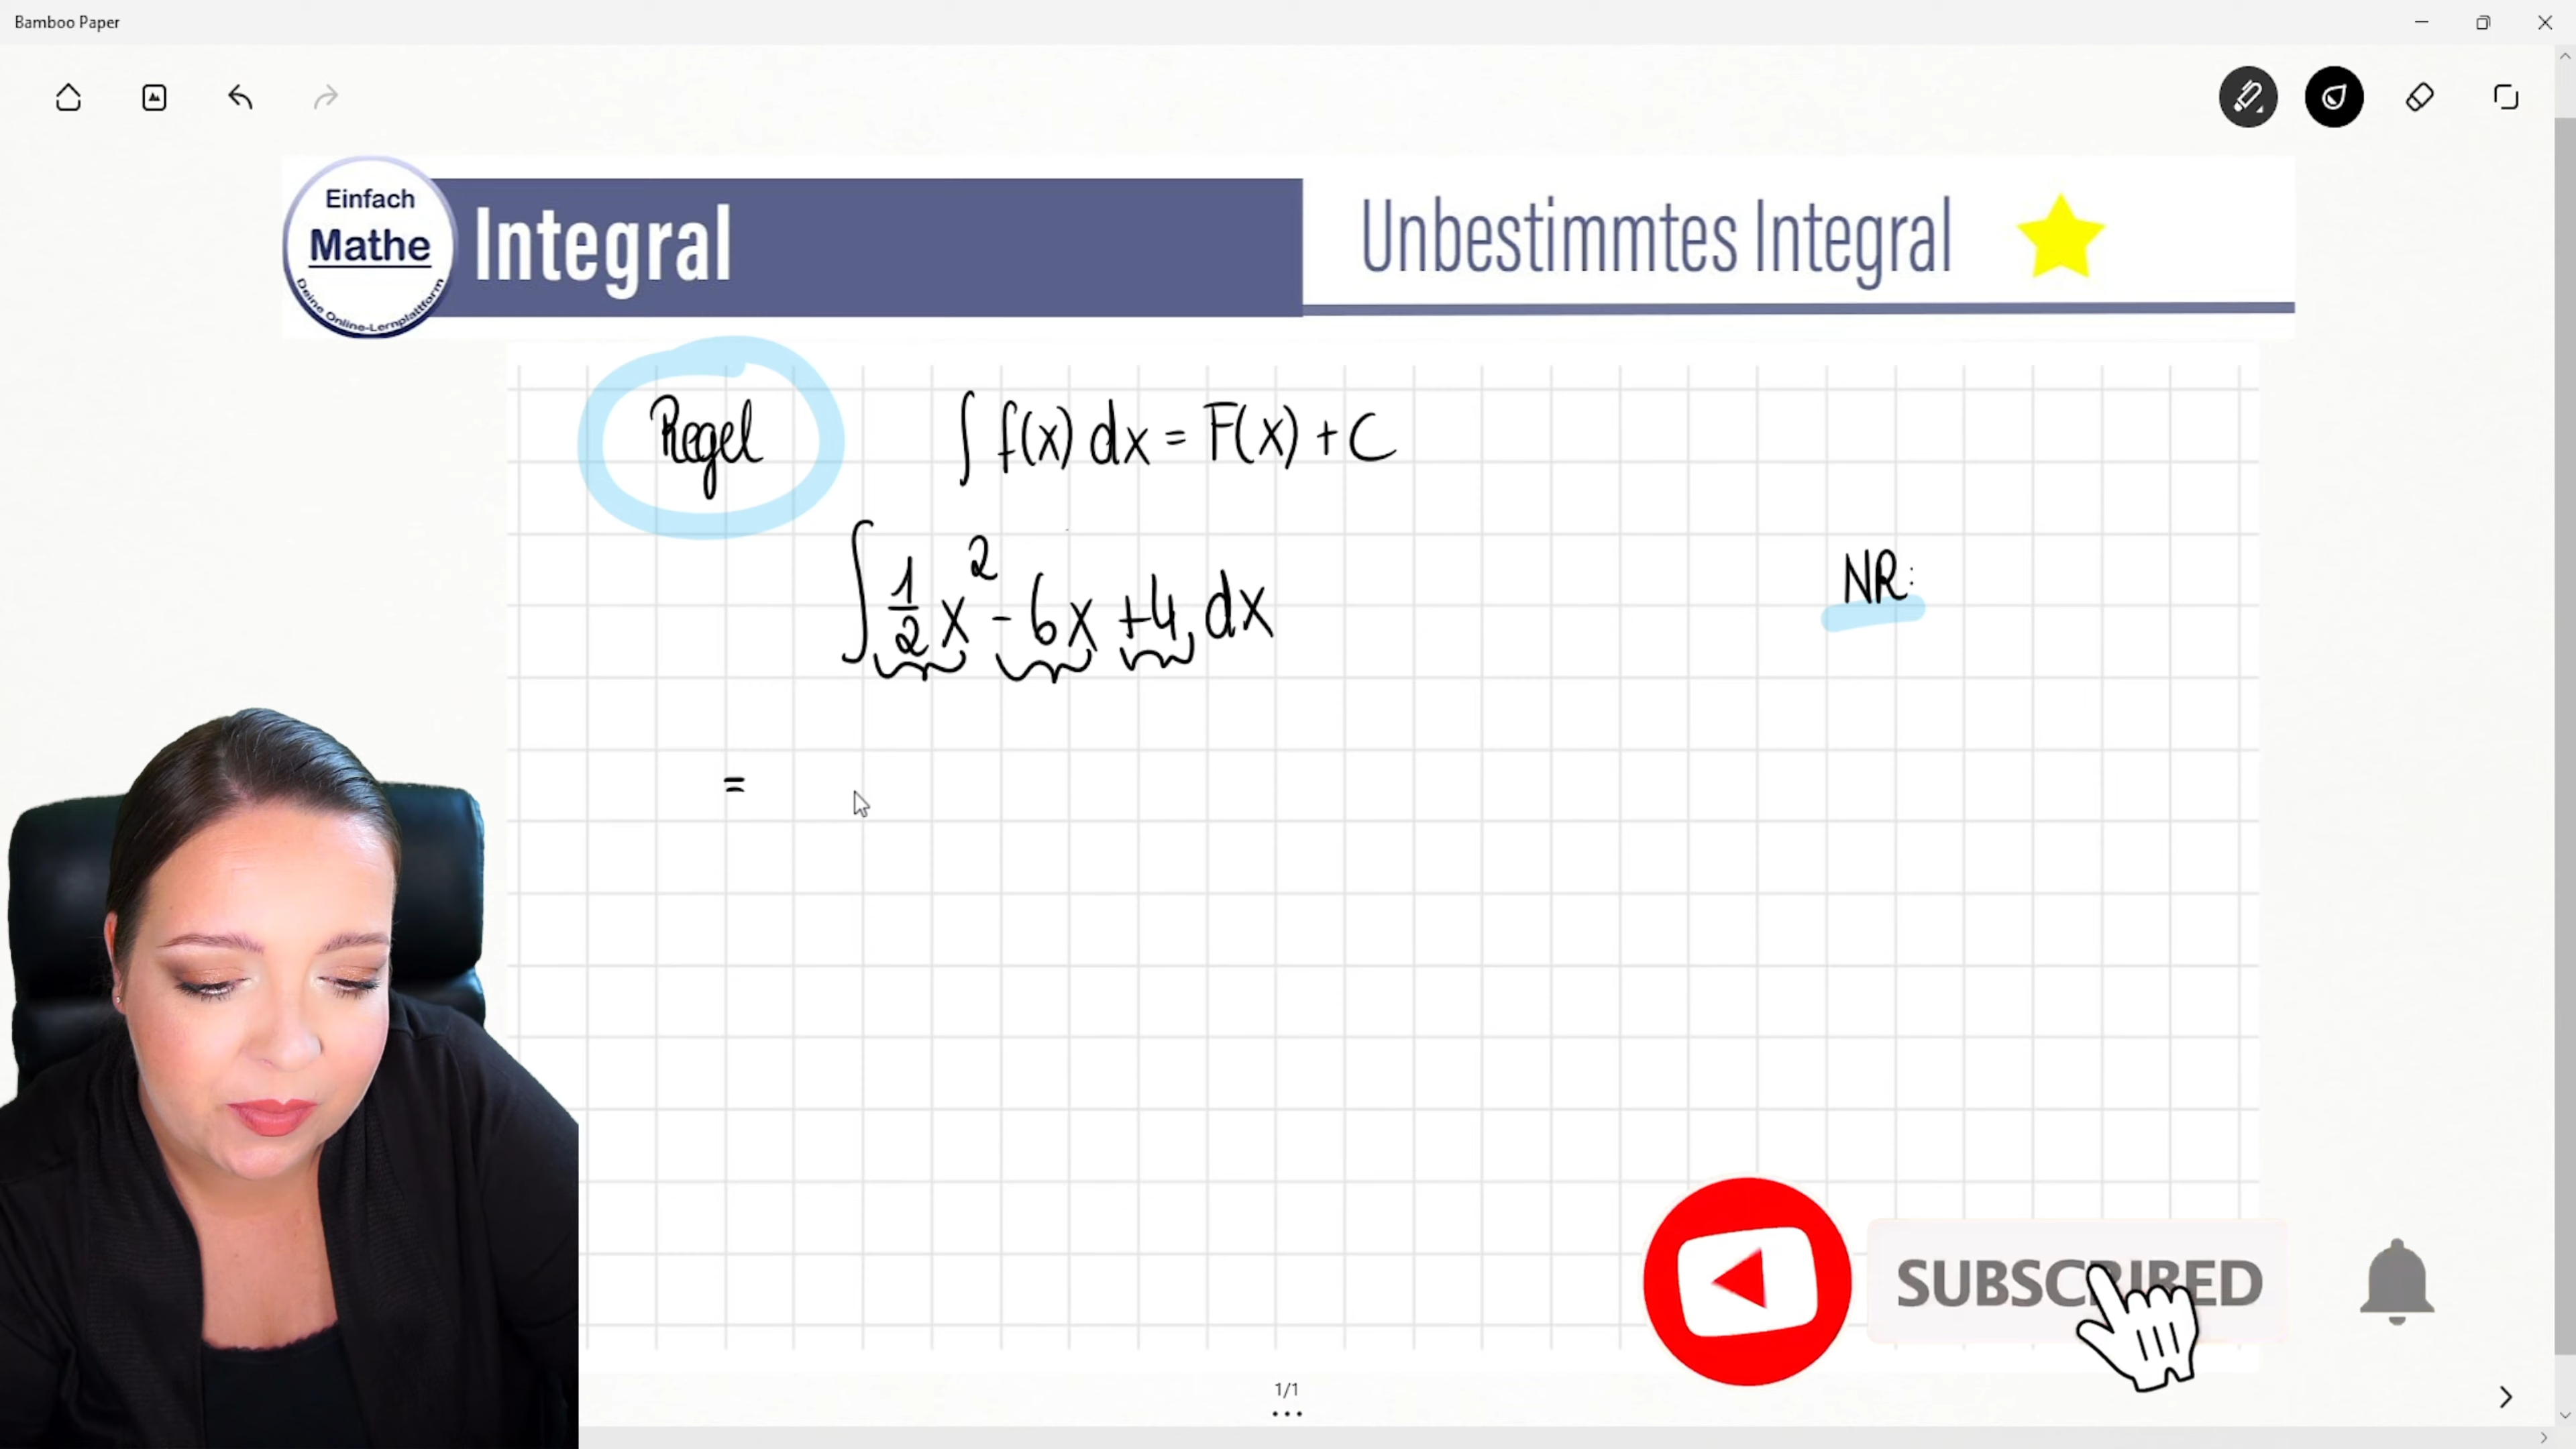 Bamboo Paper
Einfach
Mathe
Deine Online-Lernplattform
Integral
Unbestimmtes Integral
Regel
∫ f(x) dx = F(x) + C
∫ 1/2 x² - 6x + 4, dx
NR:
=
SUBSCRIBED
1/1